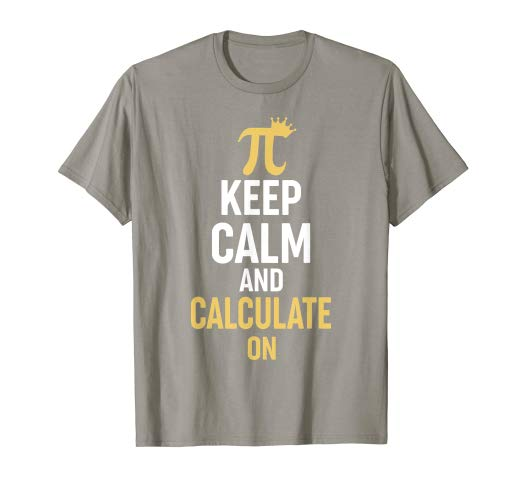 π
KEEP
CALM
AND
CALCULATE
ON